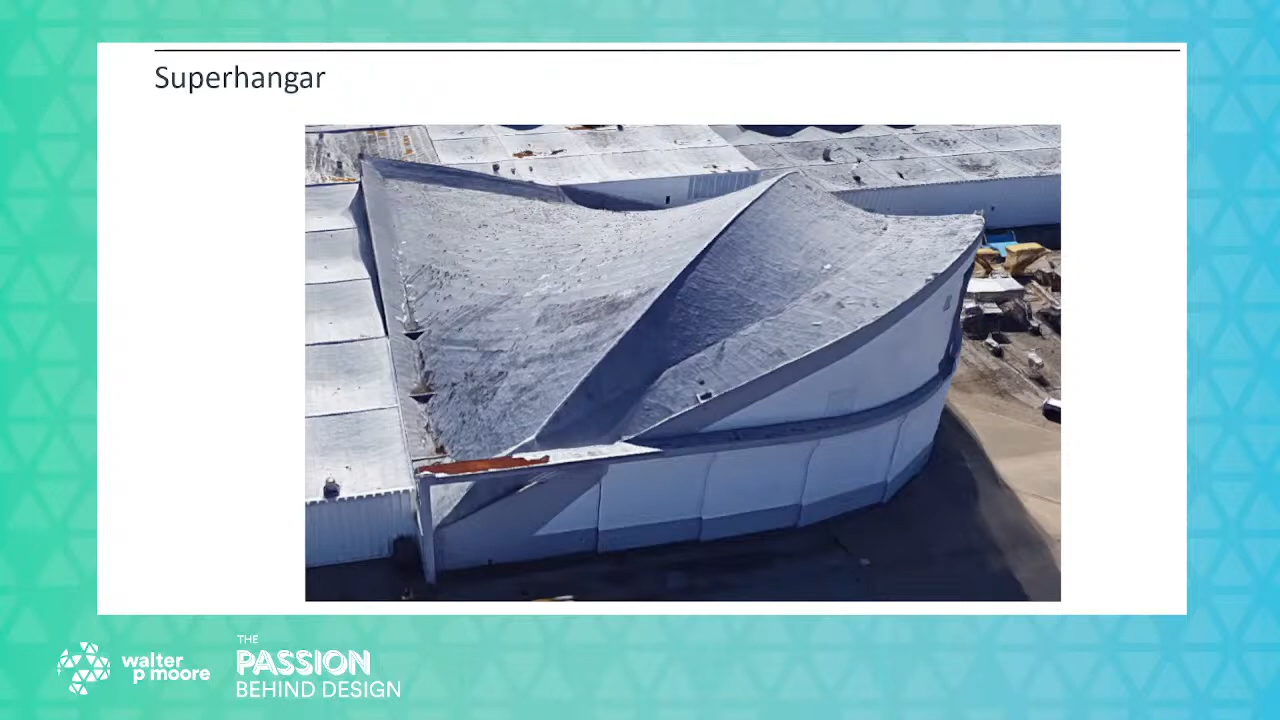 Superhangar
walter
p moore
THE
PASSION
BEHIND DESIGN